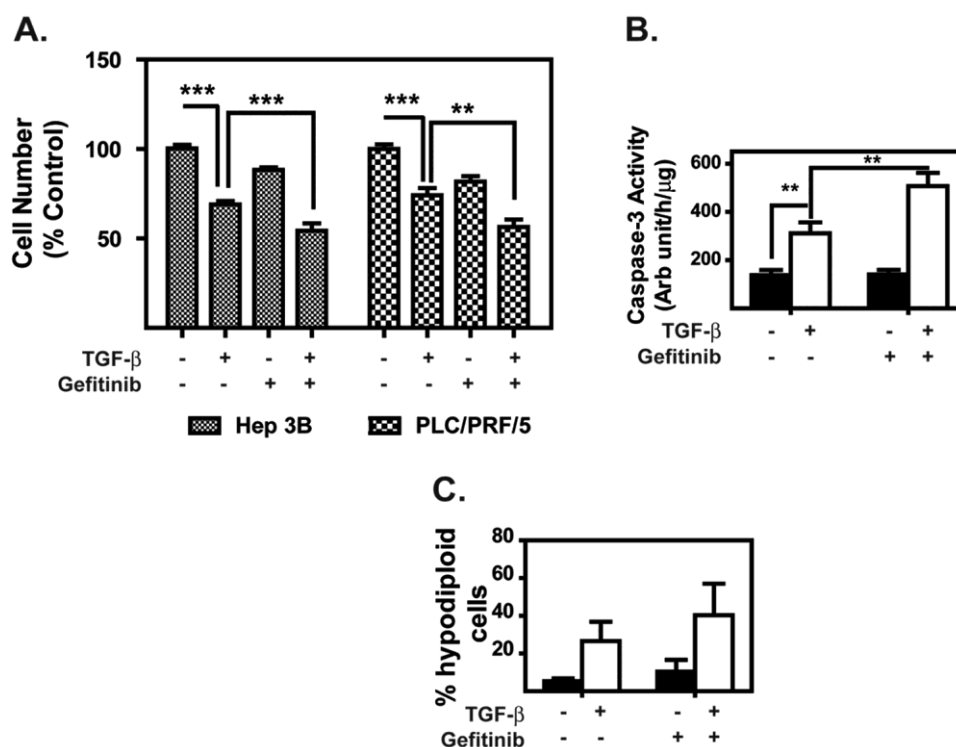 A.
Cell Number
(% Control)
150
100
50
*** *** *** **
TGF-β - + - + - + - +
Gefitinib - - + + - - + +
Hep 3B PLC/PRF/5
B.
Caspase-3 Activity
(Arb unit/h/μg)
600
400
200
** **
TGF-β - + - +
Gefitinib - - + +
C.
% hypodiploid
cells
80
60
40
20
TGF-β - + - +
Gefitinib - - + +